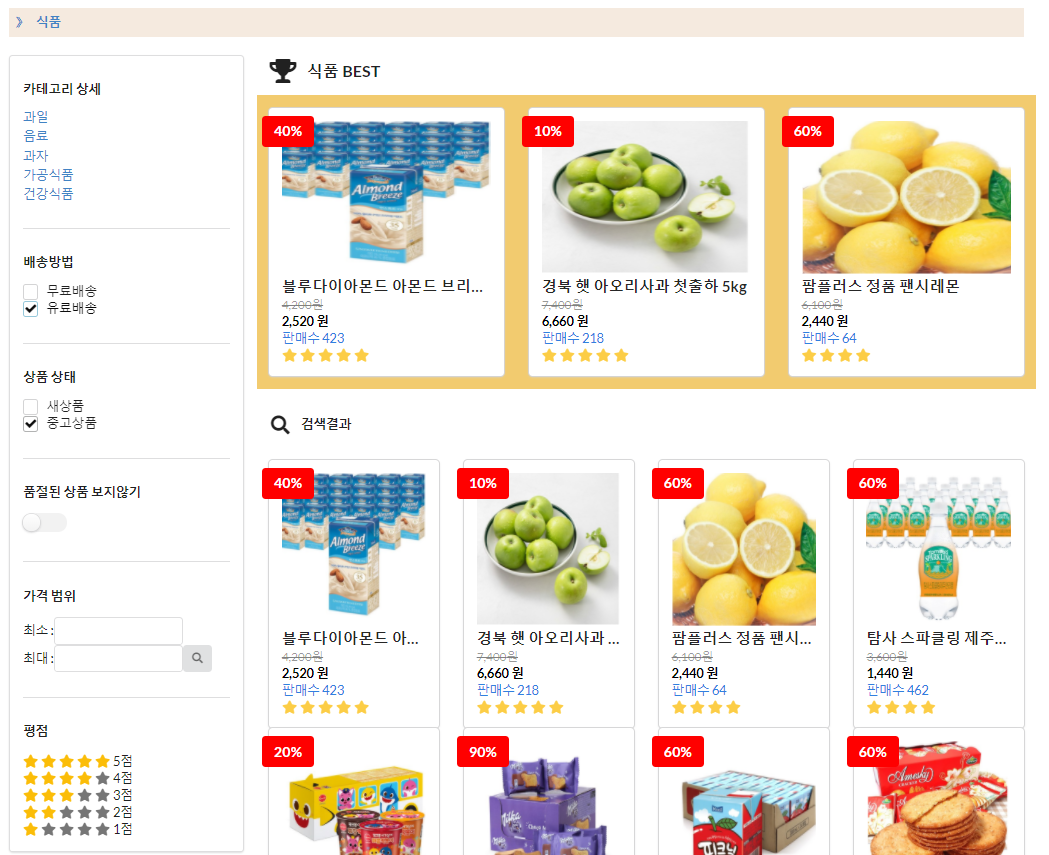 》 식품
카테고리 상세
과일
음료
과자
가공식품
건강식품
배송방법
무료배송
유료배송
상품 상태
새상품
중고상품
품절된 상품 보지않기
가격 범위
최소 :
최대 :
평점
5점
4점
3점
2점
1점
식품 BEST
40%
Almond
Breeze
블루다이아몬드 아몬드 브리...
4,200원
2,520 원
판매수 423
10%
경북 햇 아오리사과 첫출하 5kg
7,400원
6,660 원
판매수 218
60%
팜플러스 정품 팬시레몬
6,100원
2,440 원
판매수 64
검색결과
40%
Almond
Breeze
블루다이아몬드 아...
4,200원
2,520 원
판매수 423
10%
경북 햇 아오리사과 ...
7,400원
6,660 원
판매수 218
60%
팜플러스 정품 팬시...
6,100원
2,440 원
판매수 64
60%
SPARKLING
탐사 스파클링 제주...
3,600원
1,440 원
판매수 462
20%
90%
Milka
60%
피크닉
60%
Amesky